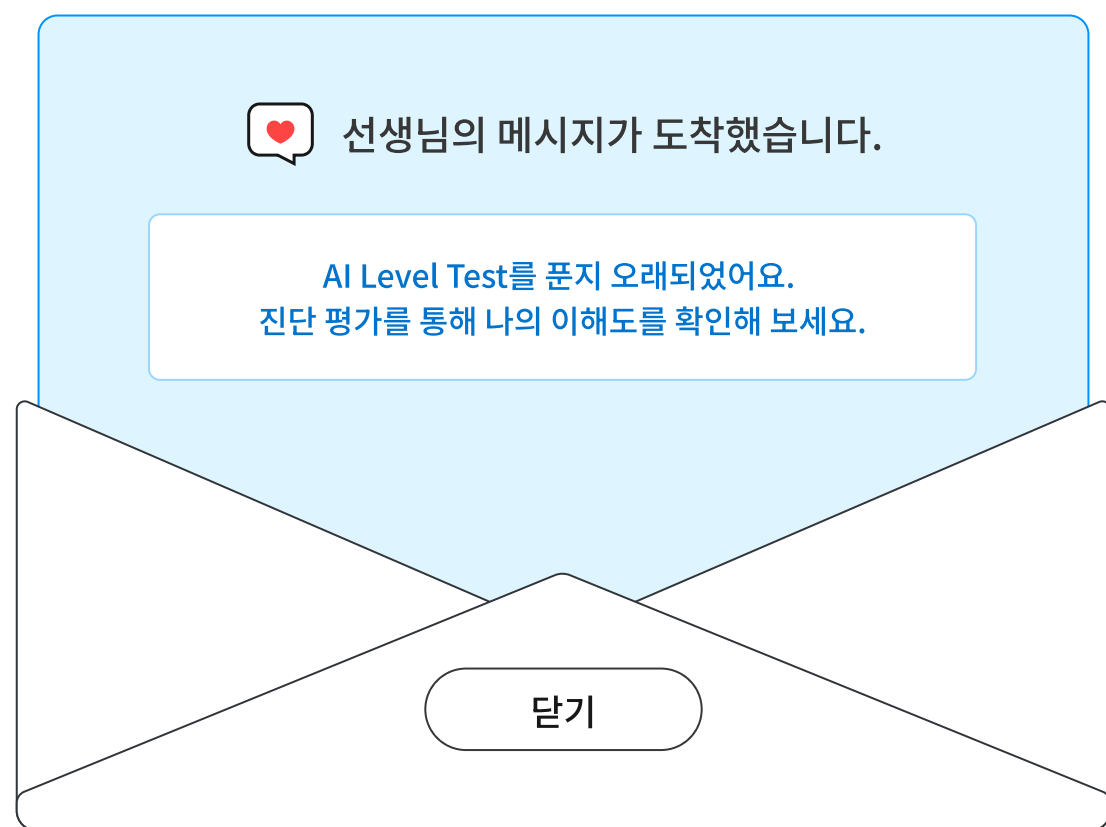 선생님의 메시지가 도착했습니다.
AI Level Test를 푼지 오래되었어요.
진단 평가를 통해 나의 이해도를 확인해 보세요.
닫기